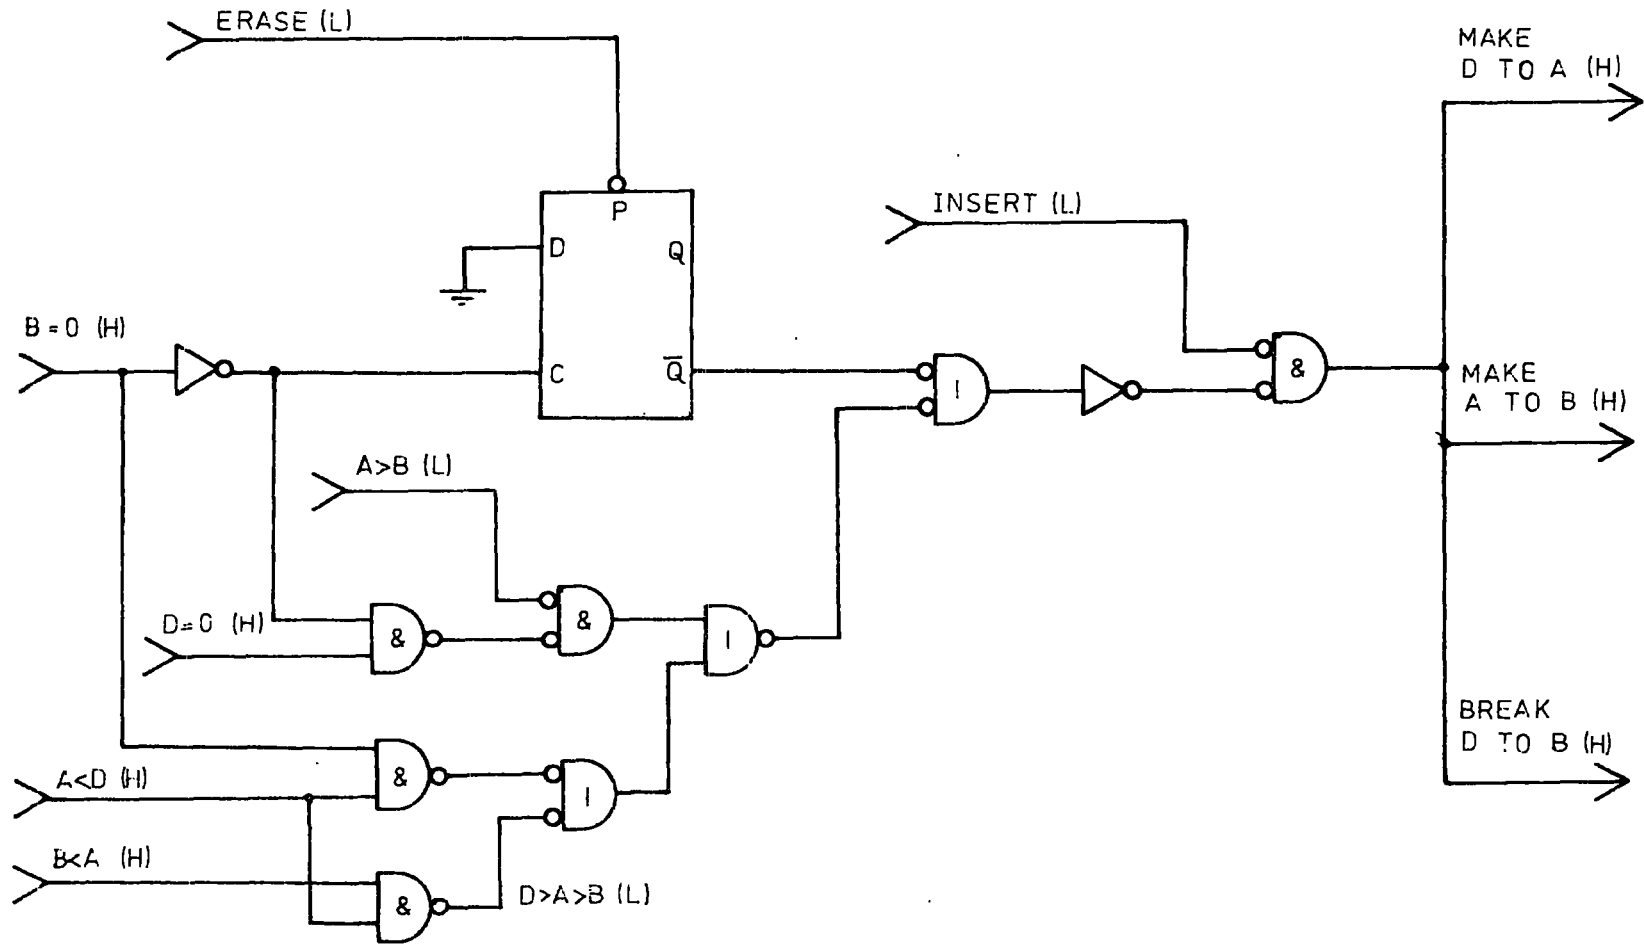 ERASE (L)
MAKE
D TO A (H)
P
INSERT (L)
D
Q
B=0 (H)
C
Q̅
|
&
MAKE
A TO B (H)
A>B (L)
D=0 (H)
&
&
|
BREAK
D TO B (H)
A<D (H)
&
|
B<A (H)
&
D>A>B (L)